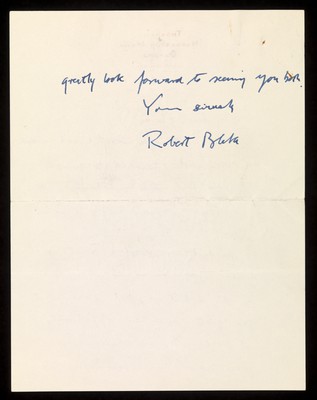 greatly look forward to seeing you both.
Yours sincerely
Robert Blake